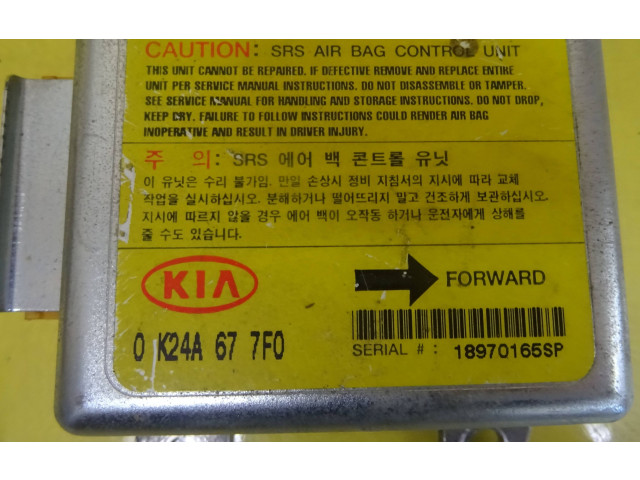 CAUTION: SRS AIR BAG CONTROL UNIT
THIS UNIT CANNOT BE REPAIRED. IF DEFECTIVE REMOVE AND REPLACE ENTIRE
UNIT PER SERVICE MANUAL INSTRUCTIONS. DO NOT DISASSEMBLE OR TAMPER.
SEE SERVICE MANUAL FOR HANDLING AND STORAGE INSTRUCTIONS. DO NOT DROP,
KEEP CRY. FAILURE TO FOLLOW INSTRUCTIONS COULD RENDER AIR BAG
INOPERATIVE AND RESULT IN DRIVER INJURY.
주 의: SRS 에어 백 콘트롤 유닛
이 유닛은 수리 불가임. 만일 손상시 정비 지침서의 지시에 따라 교체
작업을 실시하십시오. 분해하거나 떨어뜨리지 말고 건조하게 보관하십시오.
지시에 따르지 않을 경우 에어 백이 오작동 하거나 운전자에게 상해를
줄 수도 있습니다.
KIA
FORWARD
0 K24A 67 7F0
SERIAL #: 18970165SP